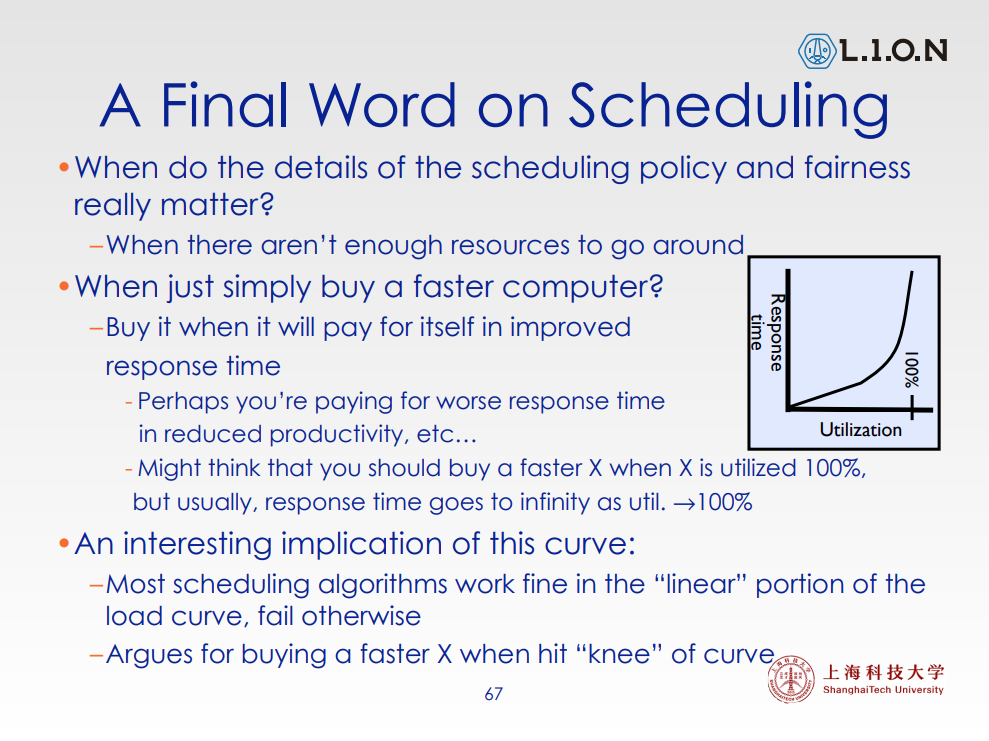 L.I.O.N
A Final Word on Scheduling
•When do the details of the scheduling policy and fairness
really matter?
–When there aren’t enough resources to go around
•When just simply buy a faster computer?
–Buy it when it will pay for itself in improved
response time
- Perhaps you’re paying for worse response time
in reduced productivity, etc…
- Might think that you should buy a faster X when X is utilized 100%,
but usually, response time goes to infinity as util. →100%
Response
time
100%
Utilization
•An interesting implication of this curve:
–Most scheduling algorithms work fine in the “linear” portion of the
load curve, fail otherwise
–Argues for buying a faster X when hit “knee” of curve
67
上海科技大学
ShanghaiTech University